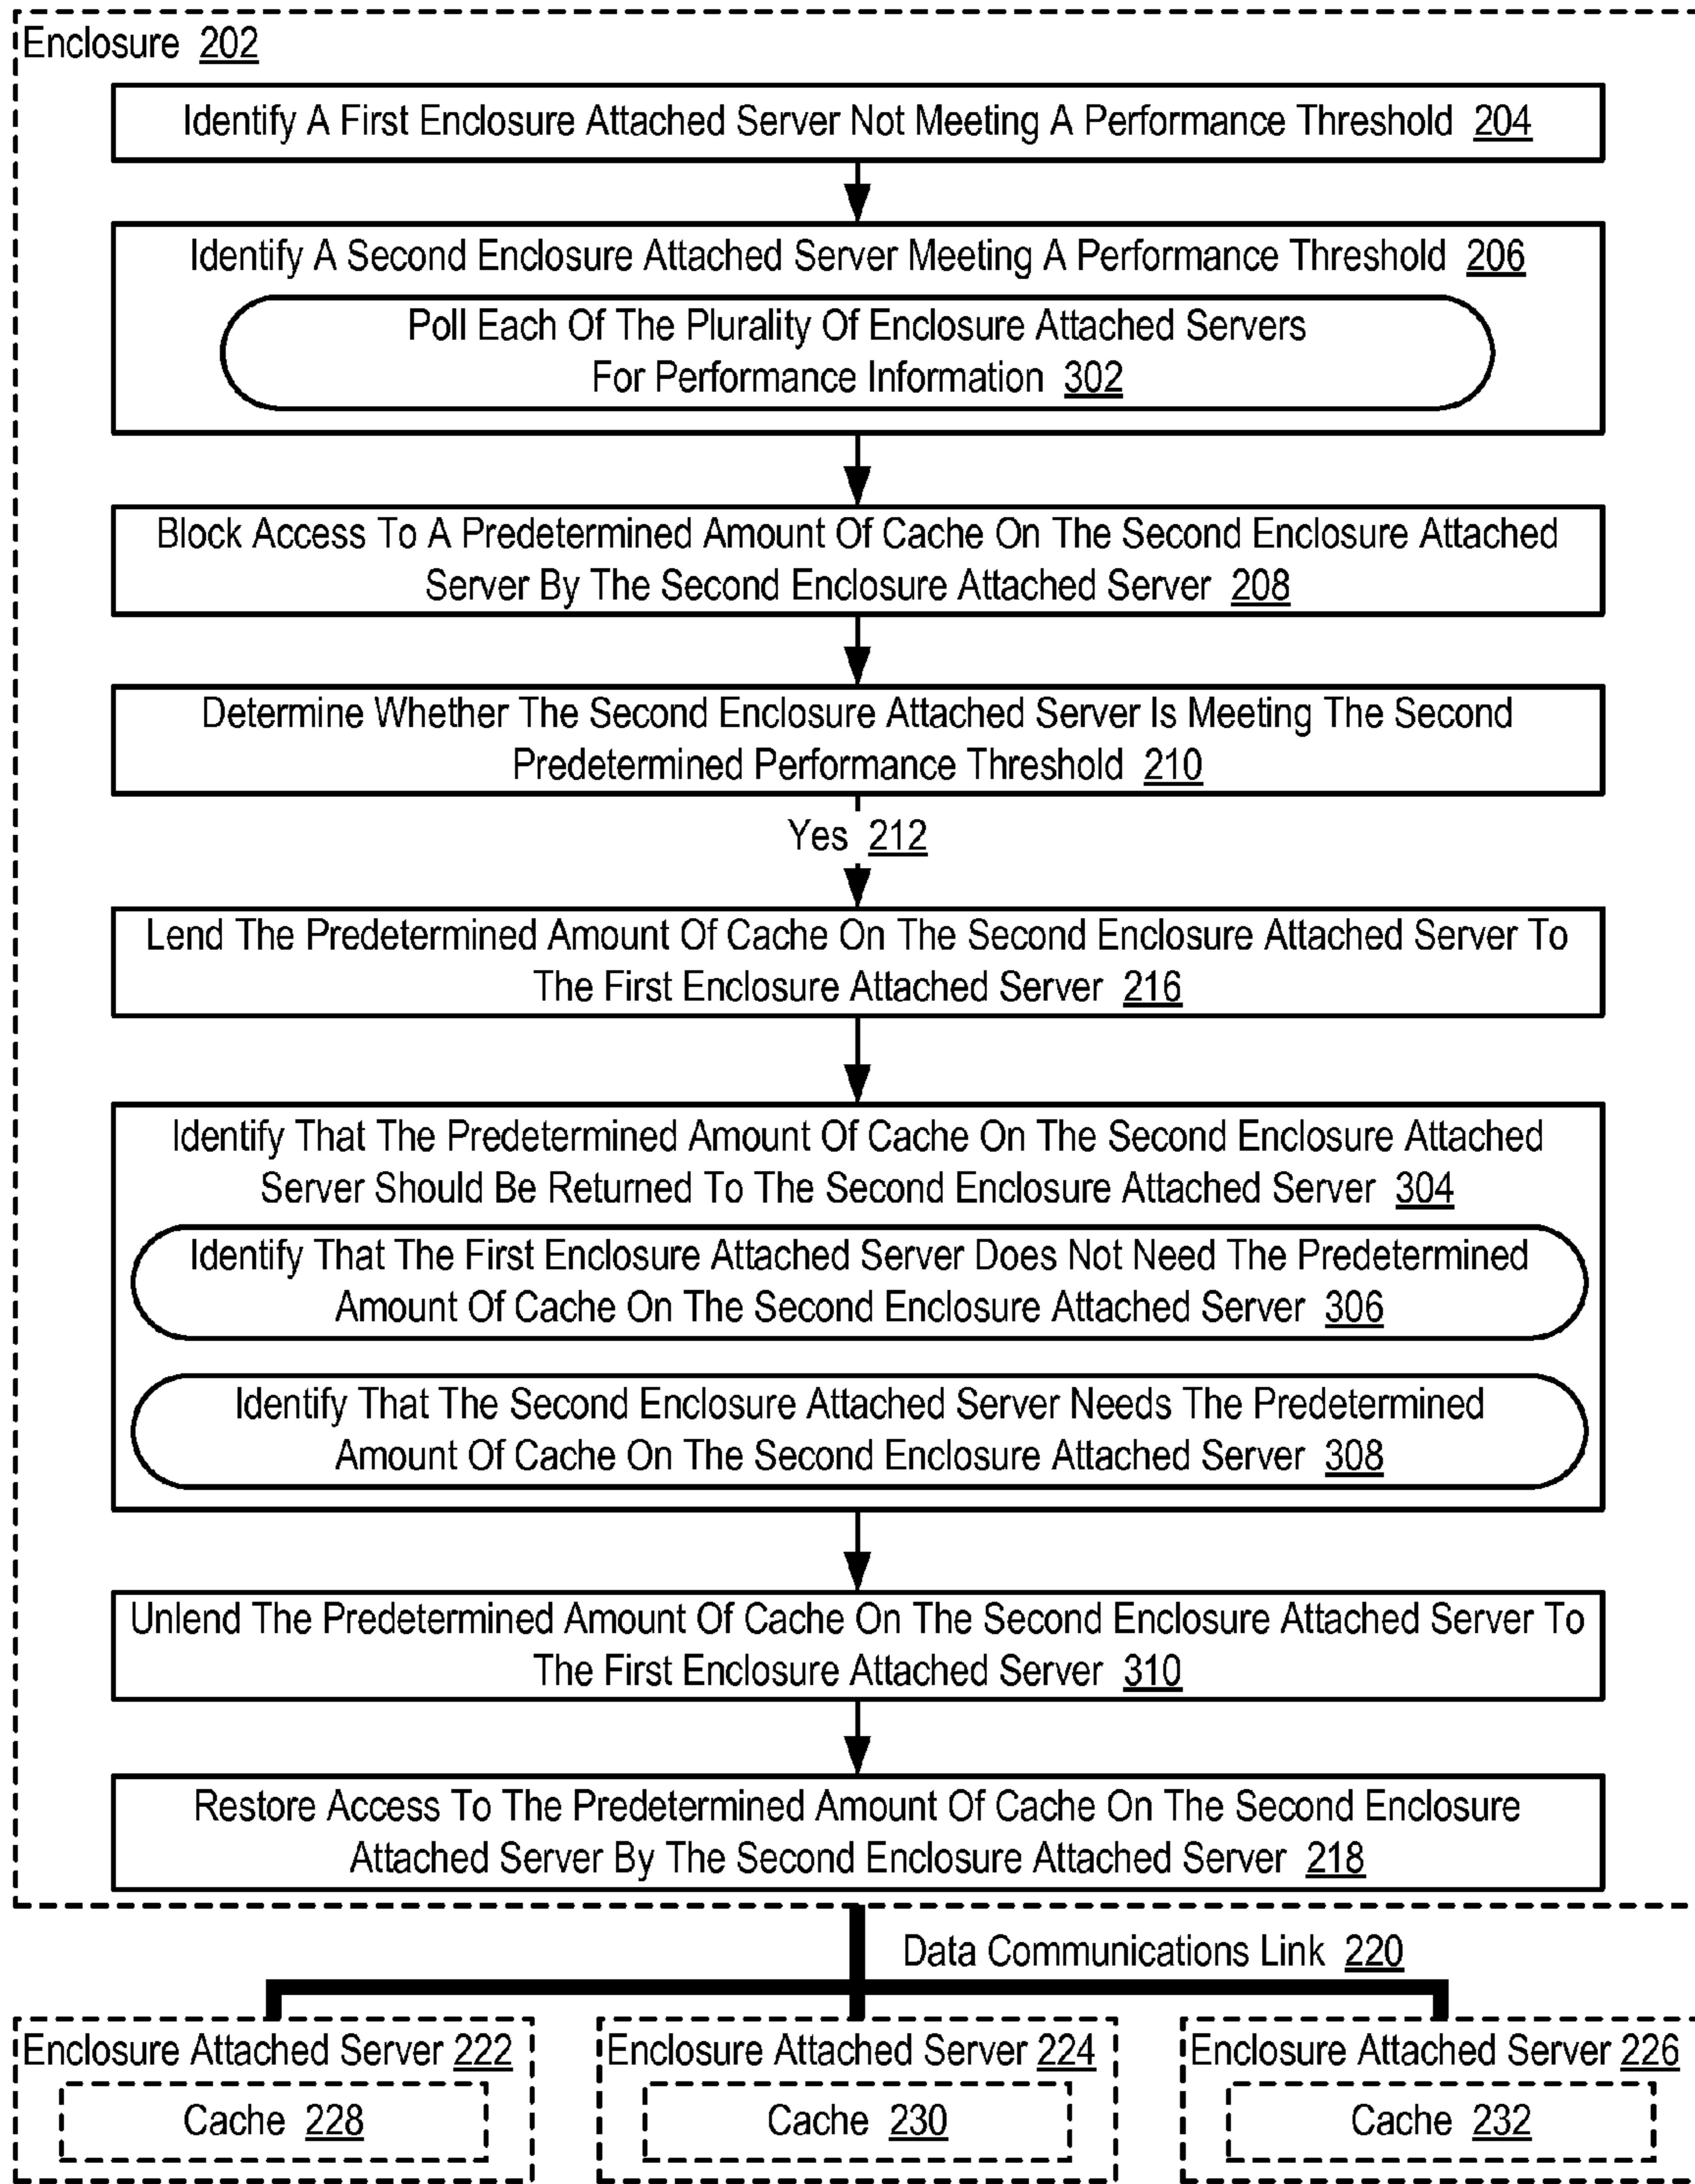 Enclosure 202
Identify A First Enclosure Attached Server Not Meeting A Performance Threshold 204
Identify A Second Enclosure Attached Server Meeting A Performance Threshold 206
Poll Each Of The Plurality Of Enclosure Attached Servers
For Performance Information 302
Block Access To A Predetermined Amount Of Cache On The Second Enclosure Attached
Server By The Second Enclosure Attached Server 208
Determine Whether The Second Enclosure Attached Server Is Meeting The Second
Predetermined Performance Threshold 210
Yes 212
Lend The Predetermined Amount Of Cache On The Second Enclosure Attached Server To
The First Enclosure Attached Server 216
Identify That The Predetermined Amount Of Cache On The Second Enclosure Attached
Server Should Be Returned To The Second Enclosure Attached Server 304
Identify That The First Enclosure Attached Server Does Not Need The Predetermined
Amount Of Cache On The Second Enclosure Attached Server 306
Identify That The Second Enclosure Attached Server Needs The Predetermined
Amount Of Cache On The Second Enclosure Attached Server 308
Unlend The Predetermined Amount Of Cache On The Second Enclosure Attached Server To
The First Enclosure Attached Server 310
Restore Access To The Predetermined Amount Of Cache On The Second Enclosure
Attached Server By The Second Enclosure Attached Server 218
Data Communications Link 220
Enclosure Attached Server 222
Cache 228
Enclosure Attached Server 224
Cache 230
Enclosure Attached Server 226
Cache 232